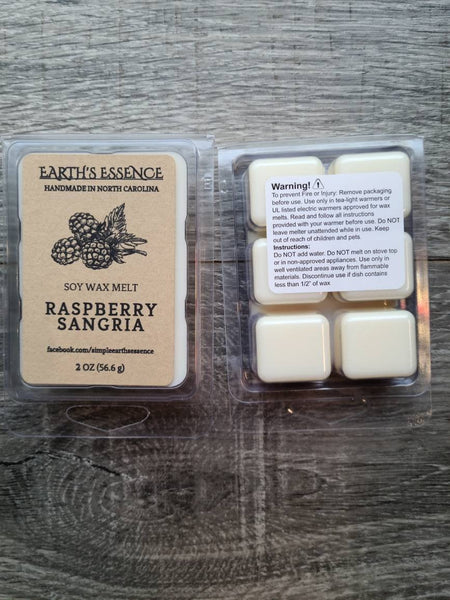 EARTH'S ESSENCE
HANDMADE IN NORTH CAROLINA
SOY WAX MELT
RASPBERRY
SANGRIA
facebook.com/simpleearthsessence
2 OZ (56.6 g)
Warning!
To prevent Fire or Injury: Remove packaging
before use. Use only in tea-light warmers or
UL listed electric warmers approved for wax
melts. Read and follow all instructions
provided with your warmer before use. Do NOT
leave melter unattended while in use. Keep
out of reach of children and pets.
Instructions:
Do NOT add water. Do NOT melt on stove top
or in non-approved appliances. Use only in
well ventilated areas away from flammable
materials. Discontinue use if dish contains
less than 1/2" of wax